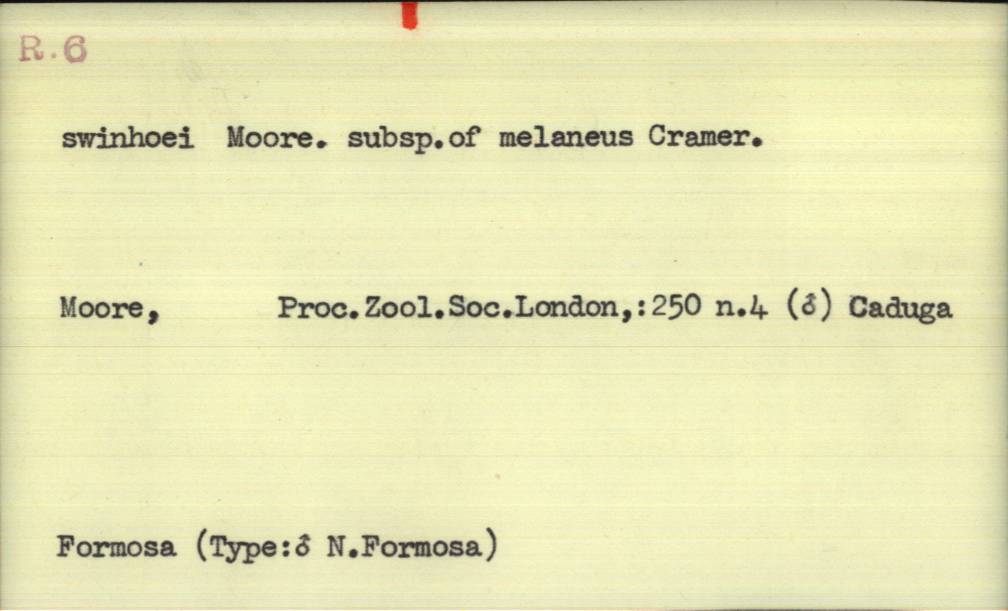 R.6
swinhoei Moore. subsp.of melaneus Cramer.
Moore, Proc.Zool.Soc.London,:250 n.4 (♂) Caduga
Formosa (Type:♂ N.Formosa)